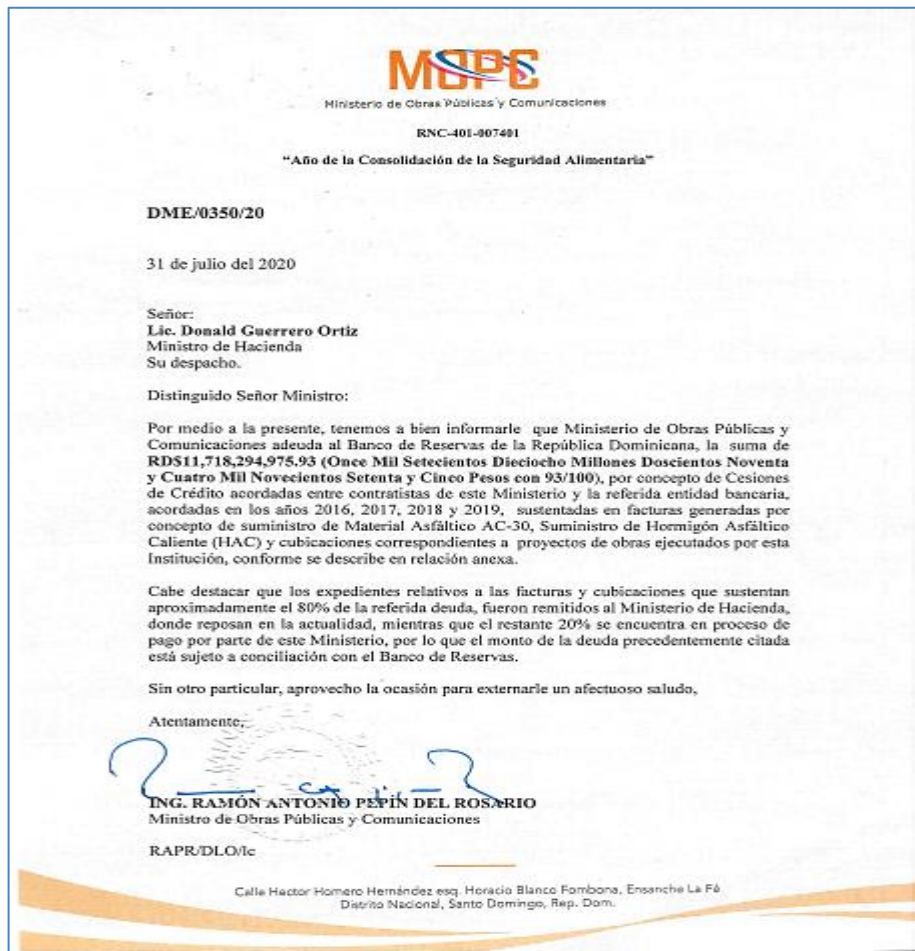 MOPC
Ministerio de Obras Públicas y Comunicaciones
RNC-401-007401
“Año de la Consolidación de la Seguridad Alimentaria”
DME/0350/20
31 de julio del 2020
Señor:
Lic. Donald Guerrero Ortiz
Ministro de Hacienda
Su despacho.
Distinguido Señor Ministro:
Por medio a la presente, tenemos a bien informarle que Ministerio de Obras Públicas y
Comunicaciones adeuda al Banco de Reservas de la República Dominicana, la suma de
RD$11,718,294,975.93 (Once Mil Setecientos Dieciocho Millones Doscientos Noventa
y Cuatro Mil Novecientos Setenta y Cinco Pesos con 93/100), por concepto de Cesiones
de Crédito acordadas entre contratistas de este Ministerio y la referida entidad bancaria,
acordadas en los años 2016, 2017, 2018 y 2019, sustentadas en facturas generadas por
concepto de suministro de Material Asfáltico AC-30, Suministro de Hormigón Asfáltico
Caliente (HAC) y cubicaciones correspondientes a proyectos de obras ejecutados por esta
Institución, conforme se describe en relación anexa.
Cabe destacar que los expedientes relativos a las facturas y cubicaciones que sustentan
aproximadamente el 80% de la referida deuda, fueron remitidos al Ministerio de Hacienda,
donde reposan en la actualidad, mientras que el restante 20% se encuentra en proceso de
pago por parte de este Ministerio, por lo que el monto de la deuda precedentemente citada
está sujeto a conciliación con el Banco de Reservas.
Sin otro particular, aprovecho la ocasión para externarle un afectuoso saludo,
Atentamente,
ING. RAMÓN ANTONIO PEPÍN DEL ROSARIO
Ministro de Obras Públicas y Comunicaciones
RAPR/DLO/lc
Calle Hector Homero Hernández esq. Horacio Blanco Fombona, Ensanche La Fé.
Distrito Nacional, Santo Domingo, Rep. Dom.